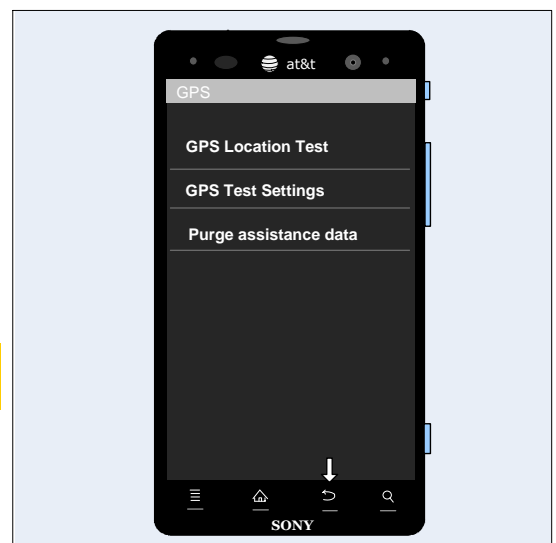 at&t
GPS
GPS Location Test
GPS Test Settings
Purge assistance data
SONY